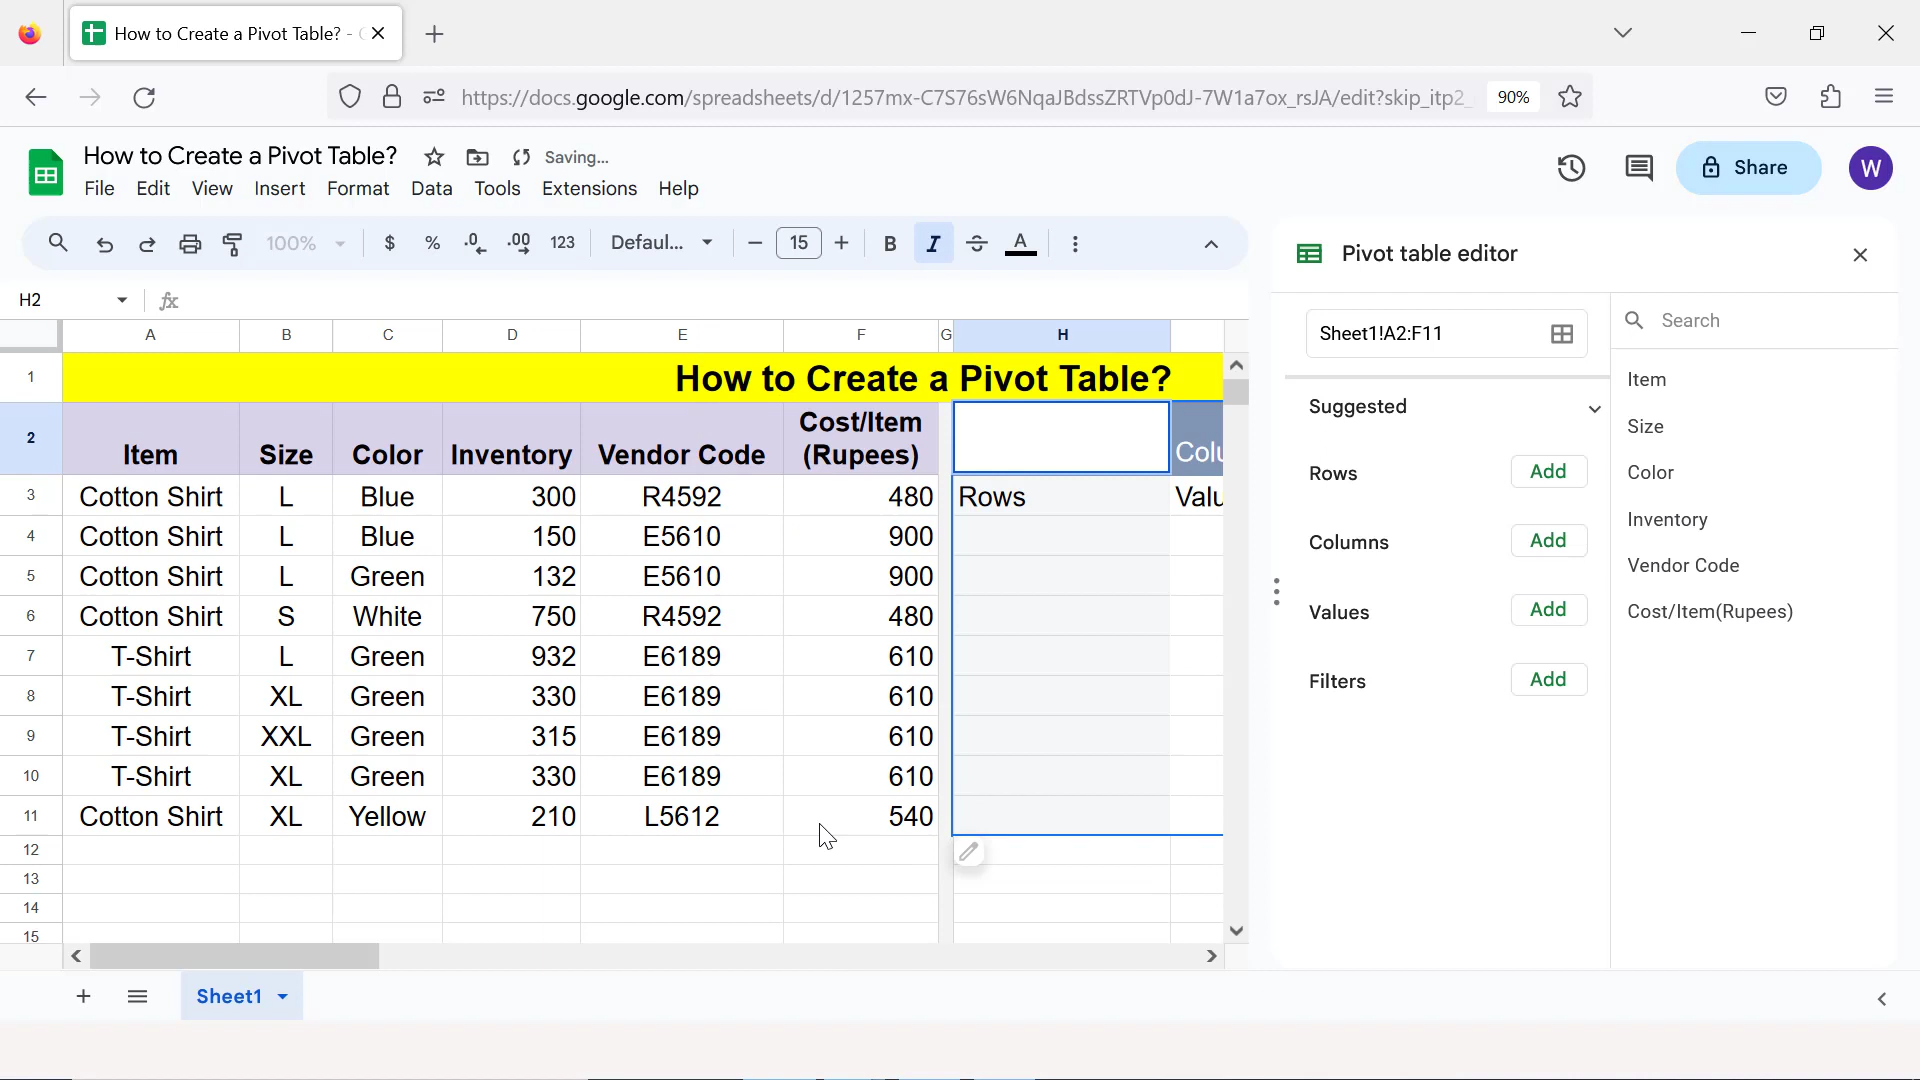 How to Create a Pivot Table? -
https://docs.google.com/spreadsheets/d/1257mx-C7S76sW6NqaJBdssZRTVp0dJ-7W1a7ox_rsJA/edit?skip_itp2_
90%
How to Create a Pivot Table?
Saving...
File Edit View Insert Format Data Tools Extensions Help
Share
W
100% $ % .0 .00 123 Defaul... 15 B I S A
Pivot table editor
H2
fx
Sheet1!A2:F11
Search
A B C D E F G H
1 How to Create a Pivot Table?
2 Item Size Color Inventory Vendor Code Cost/Item (Rupees) Colu
3 Cotton Shirt L Blue 300 R4592 480 Rows Valu
4 Cotton Shirt L Blue 150 E5610 900
5 Cotton Shirt L Green 132 E5610 900
6 Cotton Shirt S White 750 R4592 480
7 T-Shirt L Green 932 E6189 610
8 T-Shirt XL Green 330 E6189 610
9 T-Shirt XXL Green 315 E6189 610
10 T-Shirt XL Green 330 E6189 610
11 Cotton Shirt XL Yellow 210 L5612 540
12
13
14
15
Suggested
Rows Add
Columns Add
Values Add
Filters Add
Item
Size
Color
Inventory
Vendor Code
Cost/Item(Rupees)
Sheet1